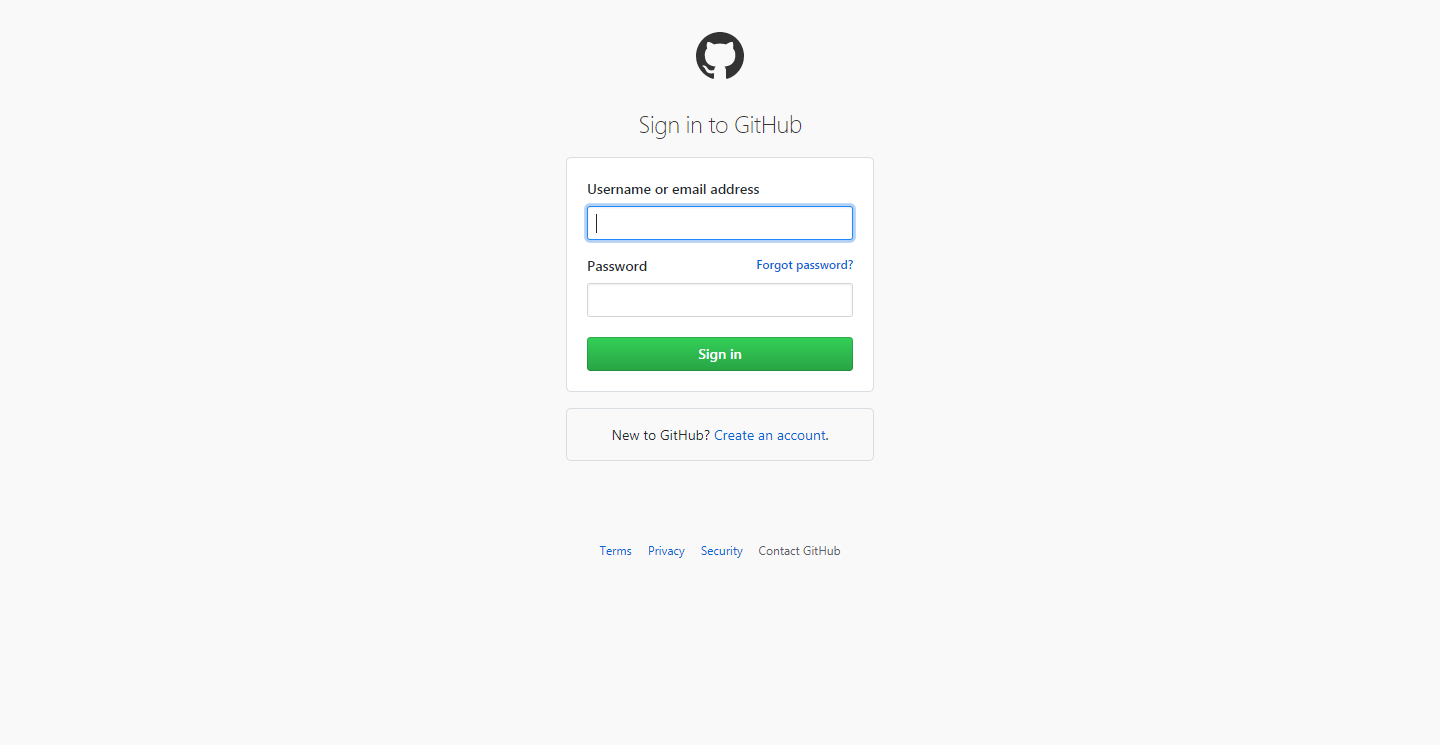 Sign in to GitHub
Username or email address
Password Forgot password?
Sign in
New to GitHub? Create an account.
Terms Privacy Security Contact GitHub